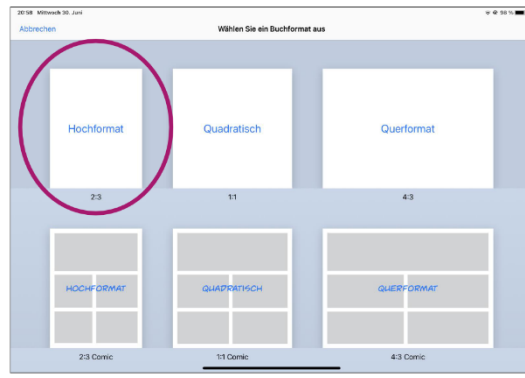 20:58 Mittwoch 30. Juni
59 %
Abbrechen
Wählen Sie ein Buchformat aus
Hochformat
Quadratisch
Querformat
2:3
1:1
4:3
HOCHFORMAT
QUADRATISCH
QUERFORMAT
2:3 Comic
1:1 Comic
4:3 Comic